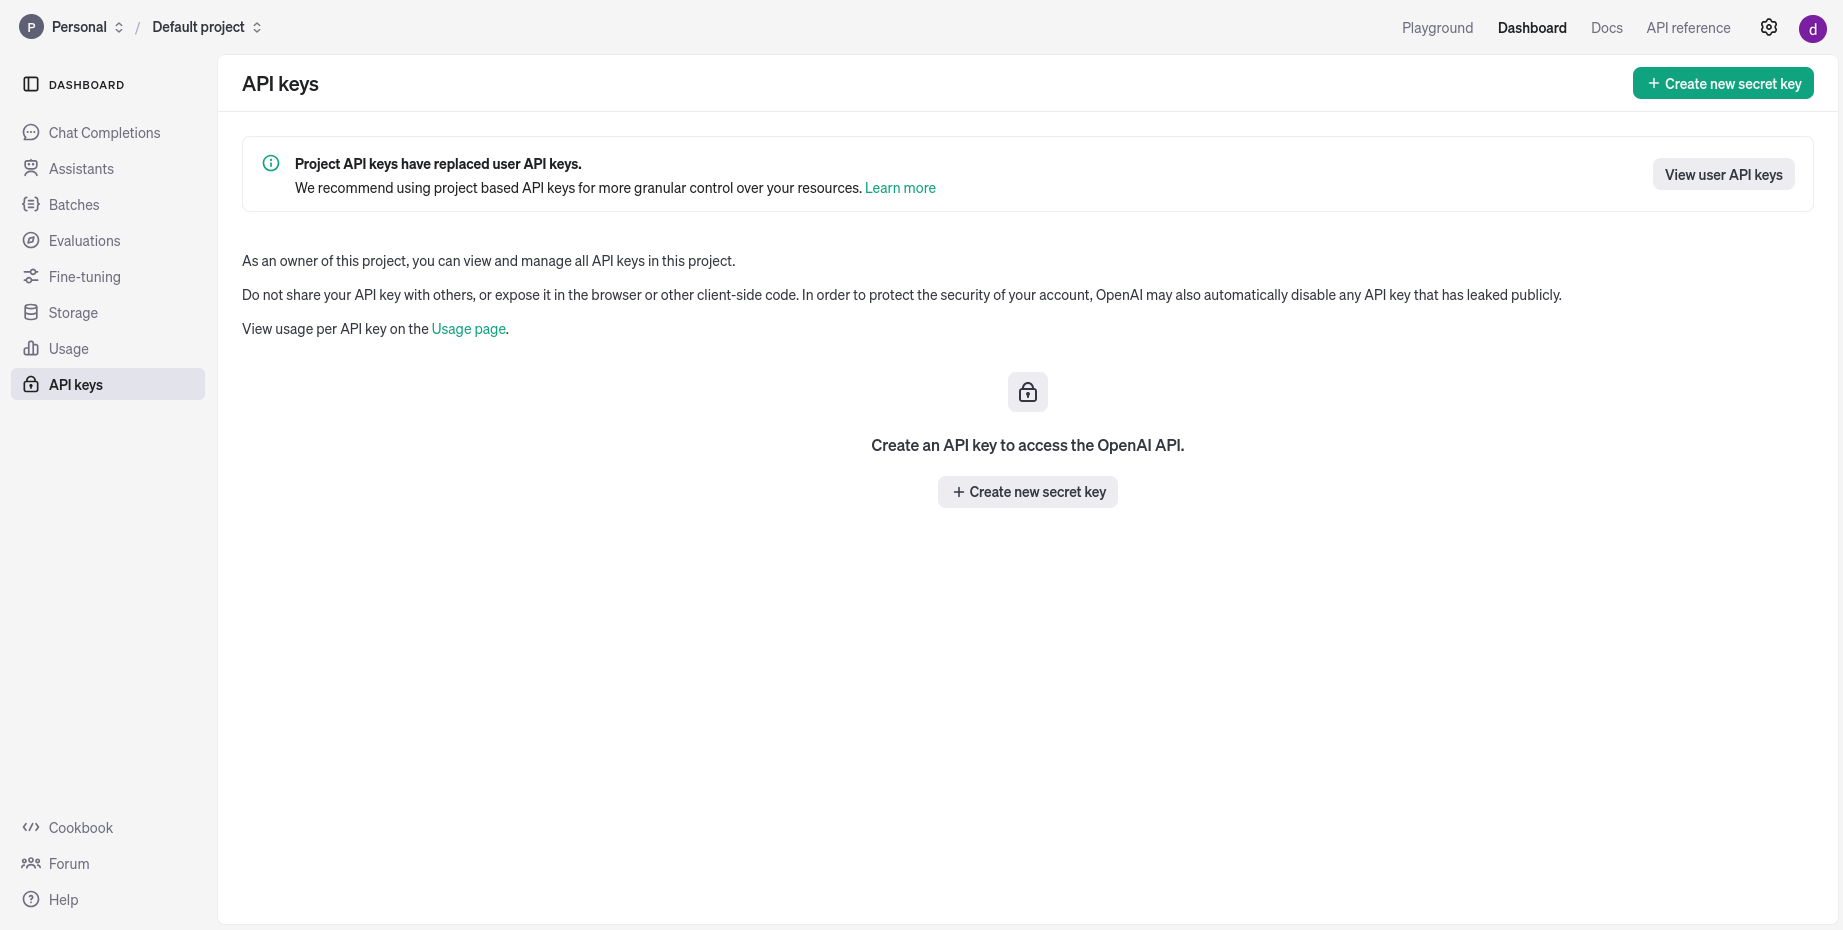 P Personal / Default project
Playground Dashboard Docs API reference d
DASHBOARD
Chat Completions
Assistants
Batches
Evaluations
Fine-tuning
Storage
Usage
API keys
Cookbook
Forum
Help
API keys
+ Create new secret key
Project API keys have replaced user API keys.
We recommend using project based API keys for more granular control over your resources. Learn more
View user API keys
As an owner of this project, you can view and manage all API keys in this project.
Do not share your API key with others, or expose it in the browser or other client-side code. In order to protect the security of your account, OpenAI may also automatically disable any API key that has leaked publicly.
View usage per API key on the Usage page.
Create an API key to access the OpenAI API.
+ Create new secret key